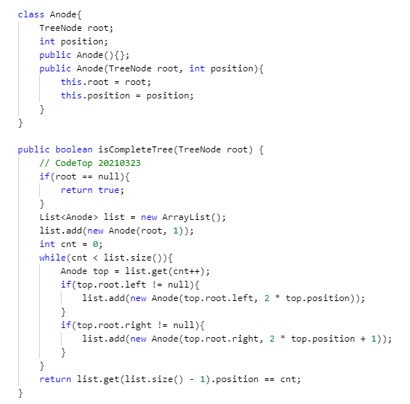 class Anode{
TreeNode root;
int position;
public Anode(){};
public Anode(TreeNode root, int position){
this.root = root;
this.position = position;
}
}
public boolean isCompleteTree(TreeNode root) {
// CodeTop 20210323
if(root == null){
return true;
}
List<Anode> list = new ArrayList();
list.add(new Anode(root, 1));
int cnt = 0;
while(cnt < list.size()){
Anode top = list.get(cnt++);
if(top.root.left != null){
list.add(new Anode(top.root.left, 2 * top.position));
}
if(top.root.right != null){
list.add(new Anode(top.root.right, 2 * top.position + 1));
}
}
return list.get(list.size() - 1).position == cnt;
}